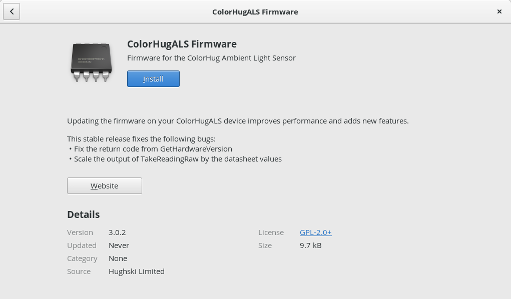 ColorHugALS Firmware
ColorHugALS Firmware
Firmware for the ColorHug Ambient Light Sensor
Install
Updating the firmware on your ColorHugALS device improves performance and adds new features.
This stable release fixes the following bugs:
• Fix the return code from GetHardwareVersion
• Scale the output of TakeReadingRaw by the datasheet values
Website
Details
Version 3.0.2 License GPL-2.0+
Updated Never Size 9.7 kB
Category None
Source Hughski Limited